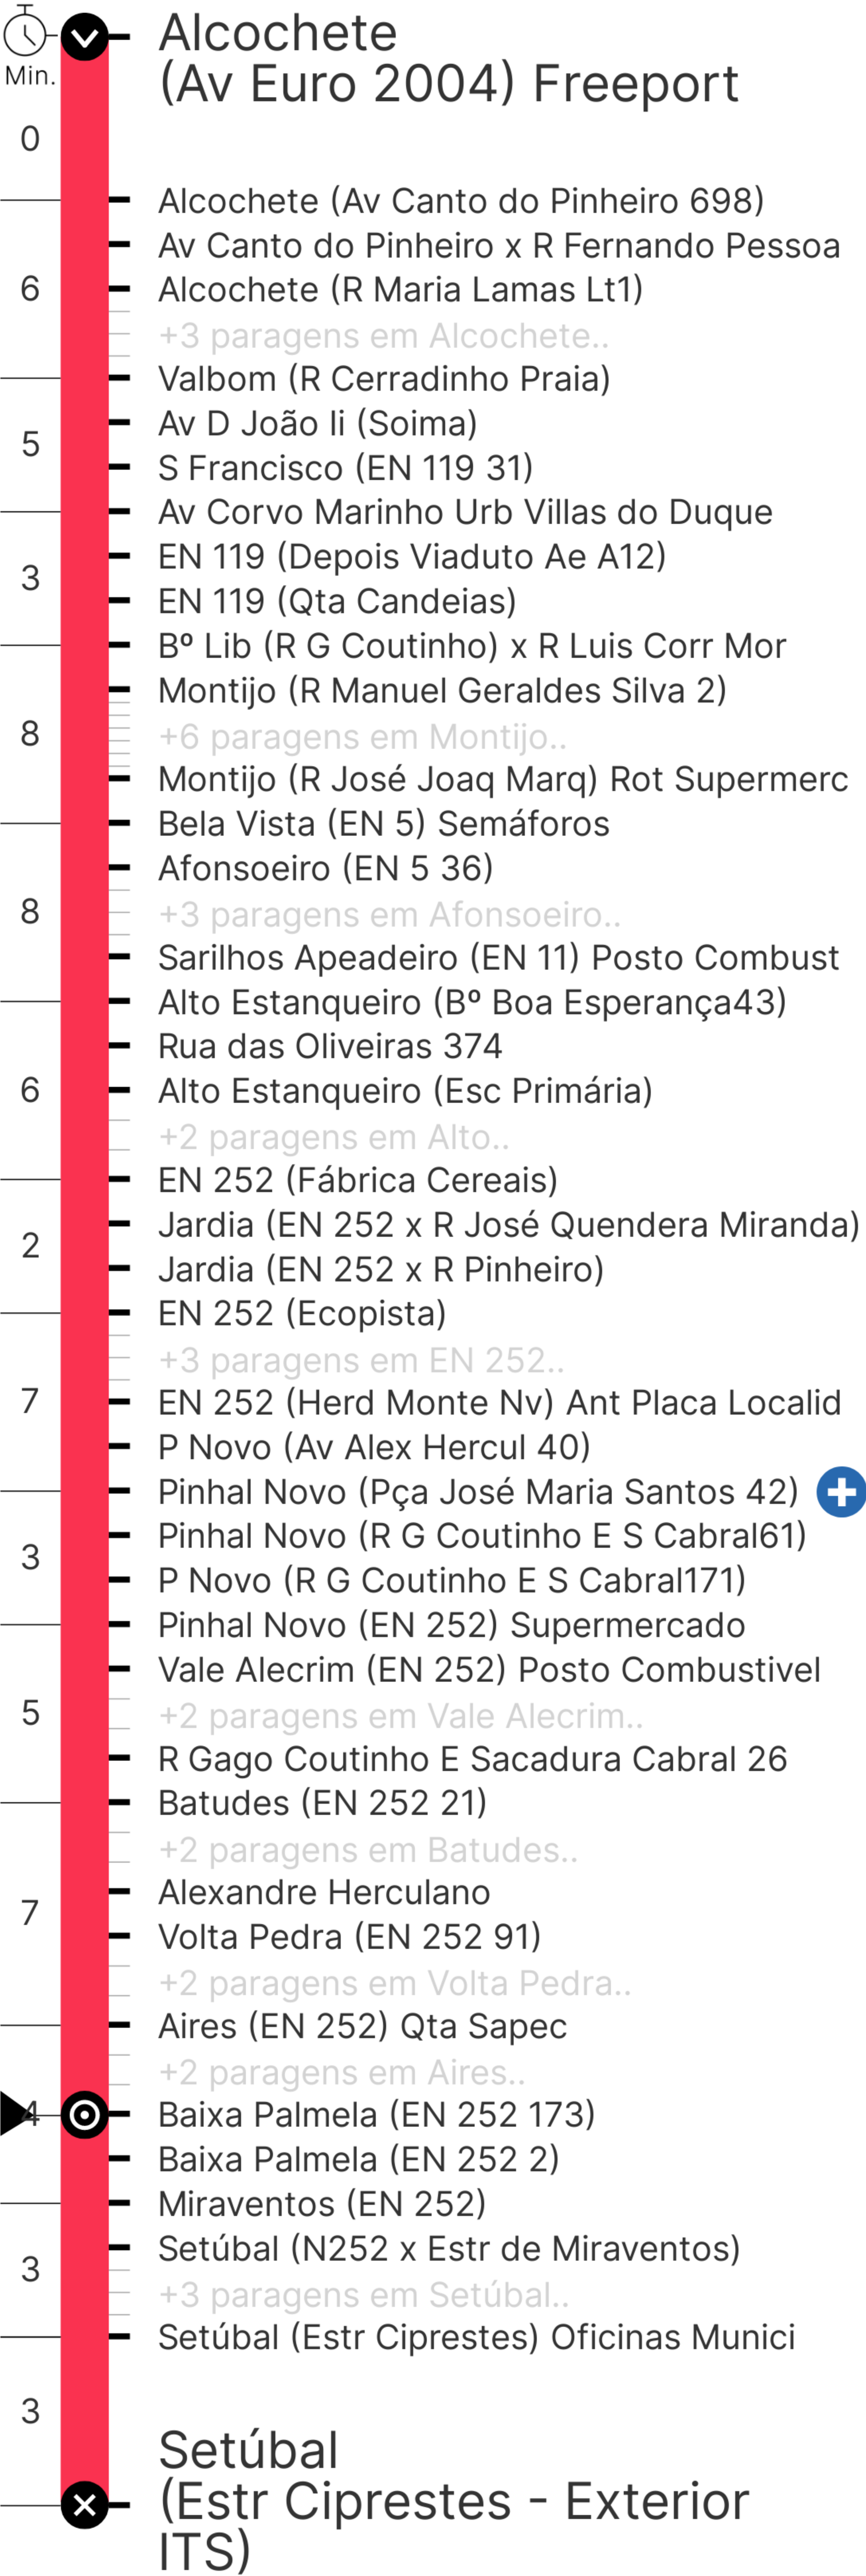 Alcochete
(Av Euro 2004) Freeport
Min.
0
Alcochete (Av Canto do Pinheiro 698)
Av Canto do Pinheiro x R Fernando Pessoa
6
Alcochete (R Maria Lamas Lt1)
+3 paragens em Alcochete..
Valbom (R Cerradinho Praia)
Av D João Ii (Soima)
5
S Francisco (EN 119 31)
Av Corvo Marinho Urb Villas do Duque
EN 119 (Depois Viaduto Ae A12)
3
EN 119 (Qta Candeias)
Bº Lib (R G Coutinho) x R Luis Corr Mor
Montijo (R Manuel Geraldes Silva 2)
8
+6 paragens em Montijo..
Montijo (R José Joaq Marq) Rot Supermerc
Bela Vista (EN 5) Semáforos
Afonsoeiro (EN 5 36)
8
+3 paragens em Afonsoeiro..
Sarilhos Apeadeiro (EN 11) Posto Combust
Alto Estanqueiro (Bº Boa Esperança43)
Rua das Oliveiras 374
6
Alto Estanqueiro (Esc Primária)
+2 paragens em Alto..
EN 252 (Fábrica Cereais)
Jardia (EN 252 x R José Quendera Miranda)
2
Jardia (EN 252 x R Pinheiro)
EN 252 (Ecopista)
+3 paragens em EN 252..
7
EN 252 (Herd Monte Nv) Ant Placa Localid
P Novo (Av Alex Hercul 40)
Pinhal Novo (Pça José Maria Santos 42)
Pinhal Novo (R G Coutinho E S Cabral61)
3
P Novo (R G Coutinho E S Cabral171)
Pinhal Novo (EN 252) Supermercado
Vale Alecrim (EN 252) Posto Combustivel
5
+2 paragens em Vale Alecrim..
R Gago Coutinho E Sacadura Cabral 26
Batudes (EN 252 21)
+2 paragens em Batudes..
Alexandre Herculano
7
Volta Pedra (EN 252 91)
+2 paragens em Volta Pedra..
Aires (EN 252) Qta Sapec
+2 paragens em Aires..
4
Baixa Palmela (EN 252 173)
Baixa Palmela (EN 252 2)
Miraventos (EN 252)
Setúbal (N252 x Estr de Miraventos)
3
+3 paragens em Setúbal..
Setúbal (Estr Ciprestes) Oficinas Munici
3
Setúbal
(Estr Ciprestes - Exterior
ITS)